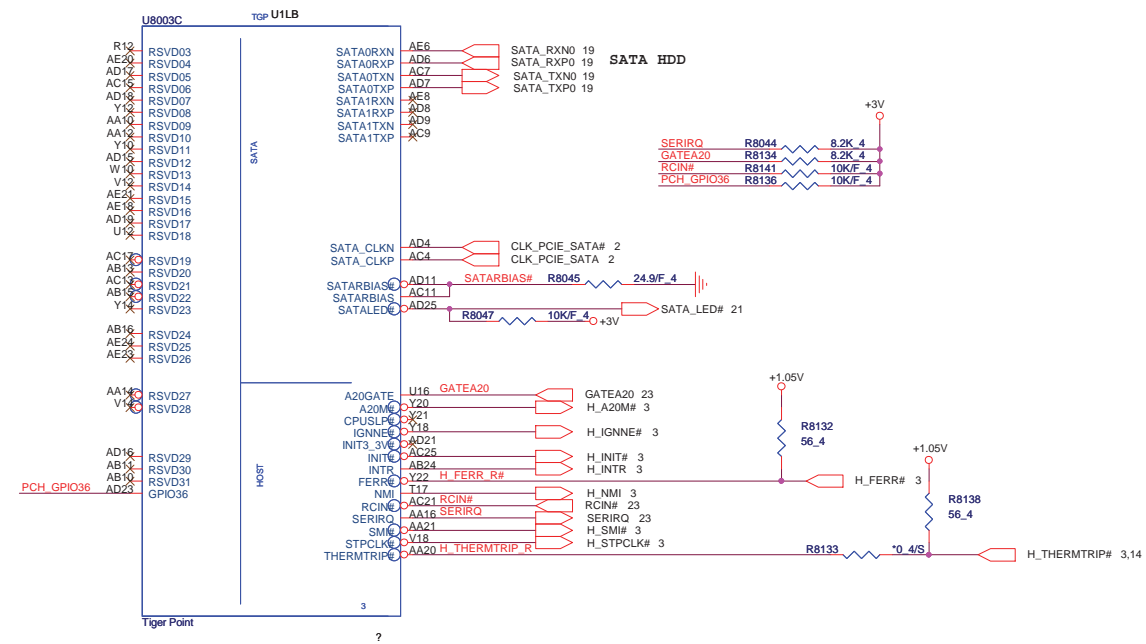 U8003C
TGP U1LB
R12 RSVD03
AE20 RSVD04
AD17 RSVD05
AC15 RSVD06
AD18 RSVD07
Y12 RSVD08
AA10 RSVD09
AA12 RSVD10
Y10 RSVD11
AD15 RSVD12
W10 RSVD13
V12 RSVD14
AE21 RSVD15
AE18 RSVD16
AD19 RSVD17
U12 RSVD18
AC17 RSVD19
AB13 RSVD20
AC13 RSVD21
AB15 RSVD22
Y14 RSVD23
AB16 RSVD24
AE24 RSVD25
AE23 RSVD26
AA14 RSVD27
V14 RSVD28
AD16 RSVD29
AB11 RSVD30
AB10 RSVD31
PCH_GPIO36 AD23 GPIO36
SATA
HOST
SATA0RXN AE6 SATA_RXN0 19
SATA0RXP AD6 SATA_RXP0 19
SATA0TXN AC7 SATA_TXN0 19
SATA0TXP AD7 SATA_TXP0 19
SATA HDD
SATA1RXN AE8
SATA1RXP AD8
SATA1TXN AD9
SATA1TXP AC9
SATA_CLKN AD4 CLK_PCIE_SATA# 2
SATA_CLKP AC4 CLK_PCIE_SATA 2
SATARBIAS# AD11 SATARBIAS# R8045 24.9/F_4
SATARBIAS AC11
SATALED# AD25 SATA_LED# 21
R8047 10K/F_4 +3V
A20GATE U16 GATEA20 GATEA20 23
A20M# Y20 H_A20M# 3
CPUSLP# Y21
IGNNE# Y18 H_IGNNE# 3
INIT3_3V# AD21
INIT# AC25 H_INIT# 3
INTR AB24 H_INTR 3
FERR# Y22 H_FERR_R# H_FERR# 3
NMI T17 H_NMI 3
RCIN# AC21 RCIN# RCIN# 23
SERIRQ AA16 SERIRQ SERIRQ 23
SMI# AA21 H_SMI# 3
STPCLK# V18 H_STPCLK# 3
THERMTRIP# AA20 H_THERMTRIP_R R8133 *0_4/S H_THERMTRIP# 3,14
+3V
SERIRQ R8044 8.2K_4
GATEA20 R8134 8.2K_4
RCIN# R8141 10K/F_4
PCH_GPIO36 R8136 10K/F_4
+1.05V
R8132
56_4
+1.05V
R8138
56_4
3
Tiger Point
?